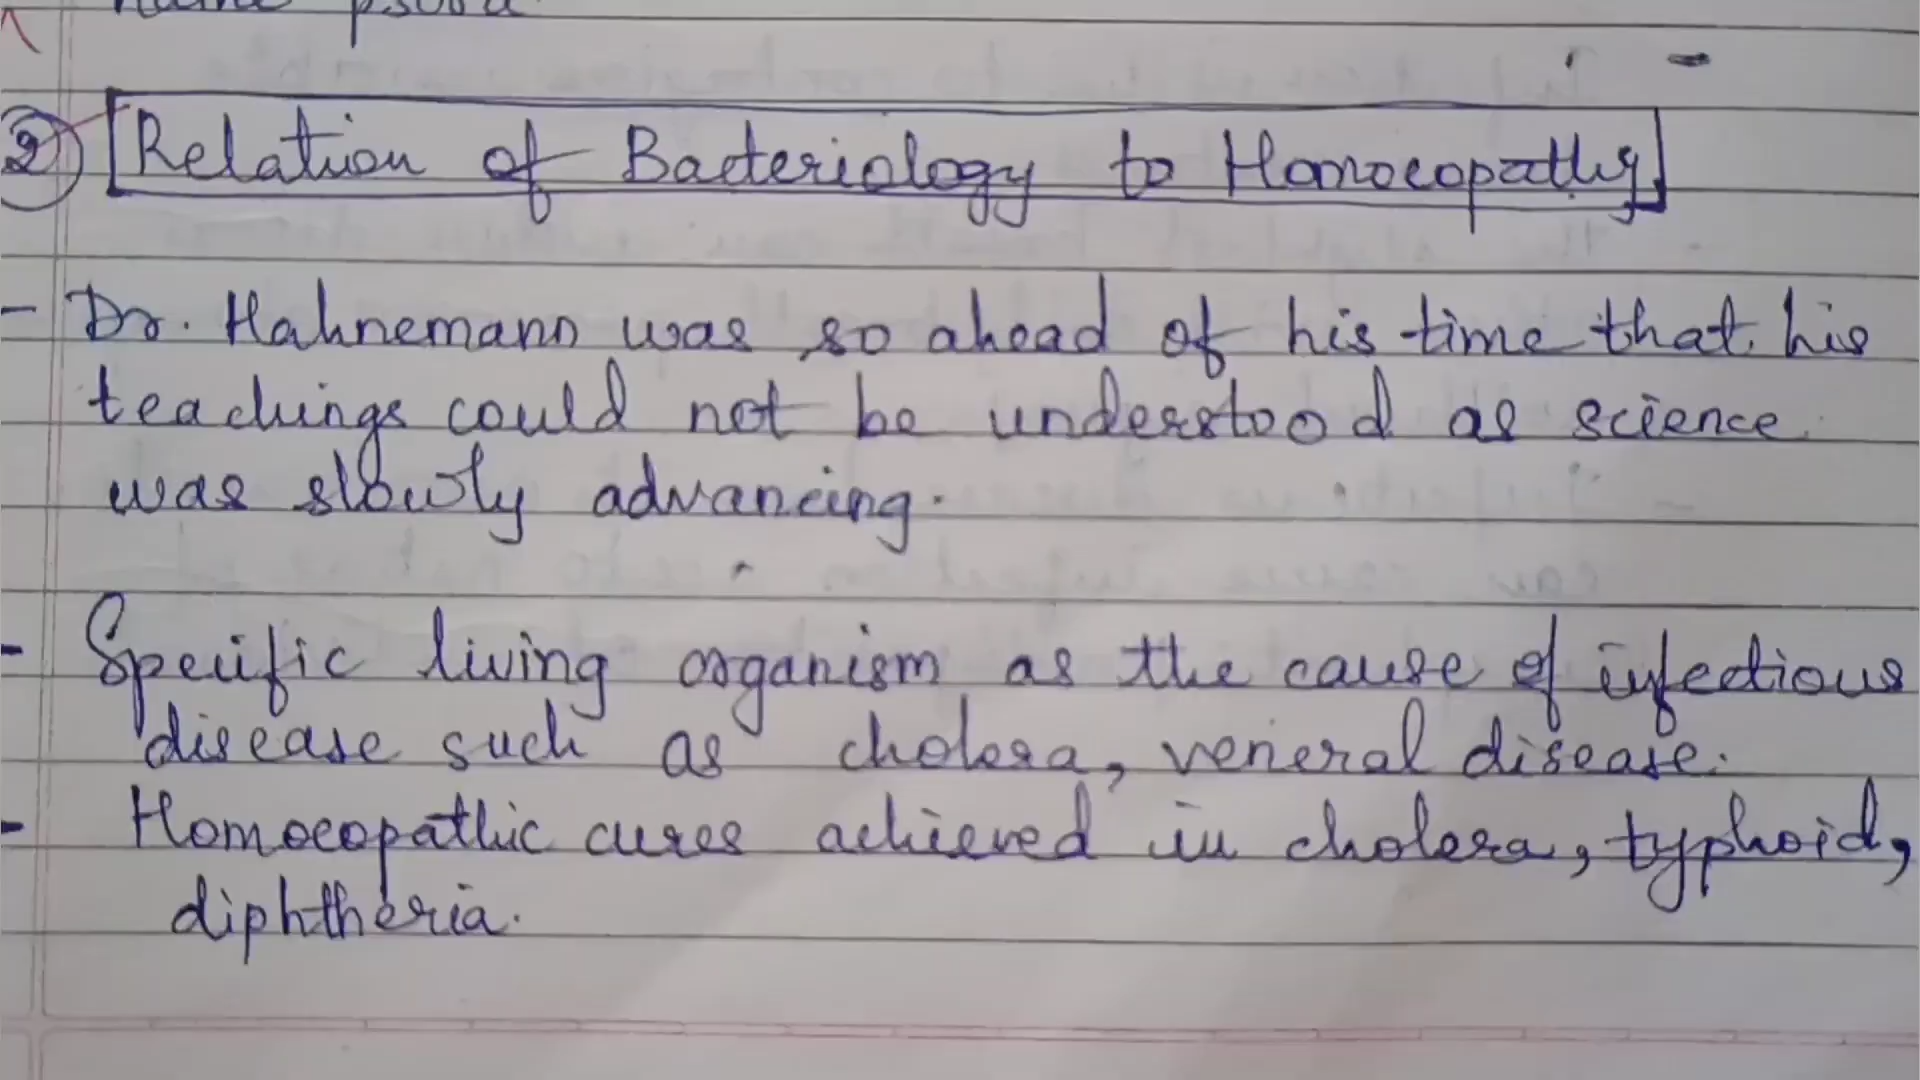 name psora
2 Relation of Bacteriology to Homoeopathy
- Dr. Hahnemann was so ahead of his time that his
teachings could not be understood as science
was slowly advancing.
- Specific living organism as the cause of infectious
disease such as cholera, veneral disease.
- Homoeopathic cures achieved in cholera, typhoid,
diphtheria.